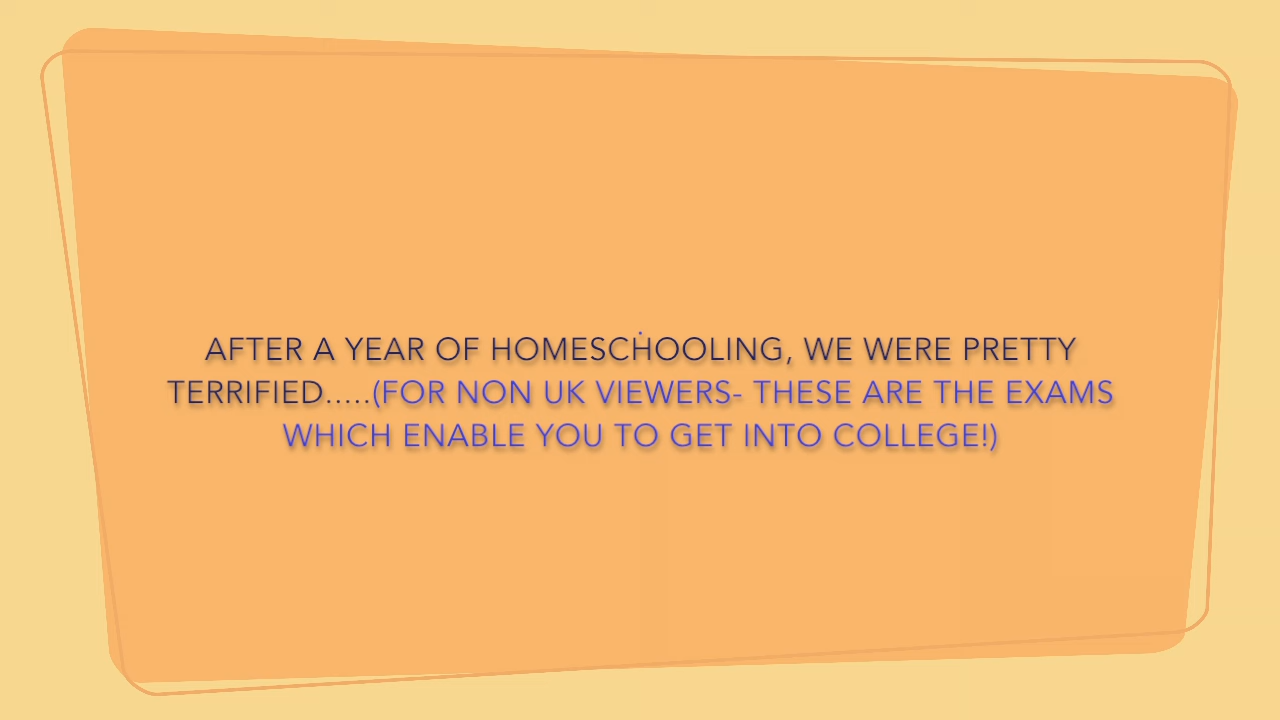 AFTER A YEAR OF HOMESCHOOLING, WE WERE PRETTY
TERRIFIED.....(FOR NON UK VIEWERS- THESE ARE THE EXAMS
WHICH ENABLE YOU TO GET INTO COLLEGE!)